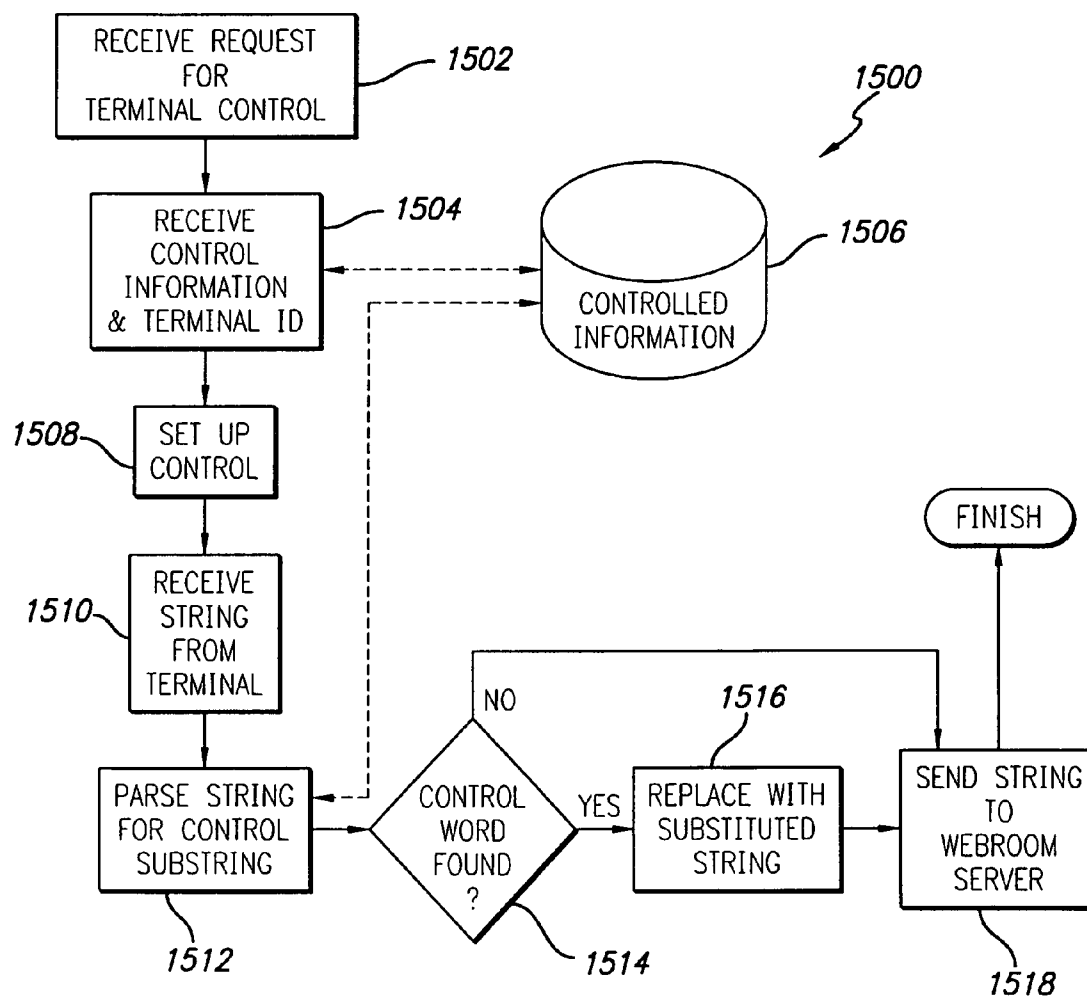 RECEIVE REQUEST
FOR
TERMINAL CONTROL
1502
1500
RECEIVE
CONTROL
INFORMATION
& TERMINAL ID
1504
CONTROLLED
INFORMATION
1506
SET UP
CONTROL
1508
RECEIVE
STRING
FROM
TERMINAL
1510
FINISH
PARSE STRING
FOR CONTROL
SUBSTRING
1512
CONTROL
WORD
FOUND
?
1514
NO
YES
REPLACE WITH
SUBSTITUTED
STRING
1516
SEND STRING
TO
WEBROOM
SERVER
1518